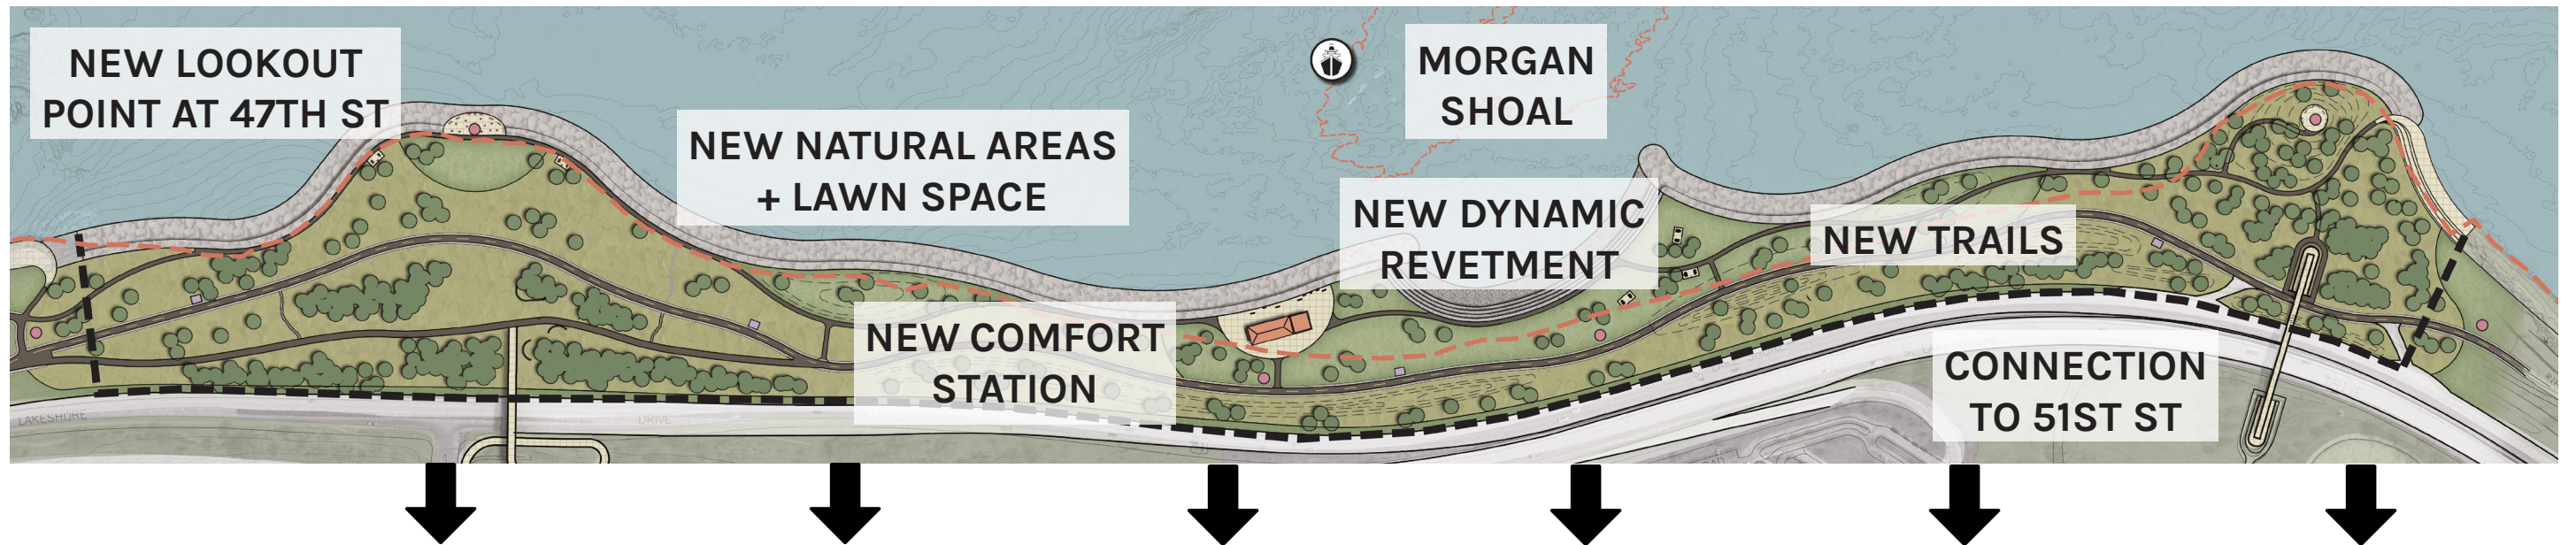 NEW LOOKOUT
POINT AT 47TH ST
NEW NATURAL AREAS
+ LAWN SPACE
MORGAN
SHOAL
NEW DYNAMIC
REVETMENT
NEW TRAILS
NEW COMFORT
STATION
CONNECTION
TO 51ST ST
LAKESHORE
DRIVE